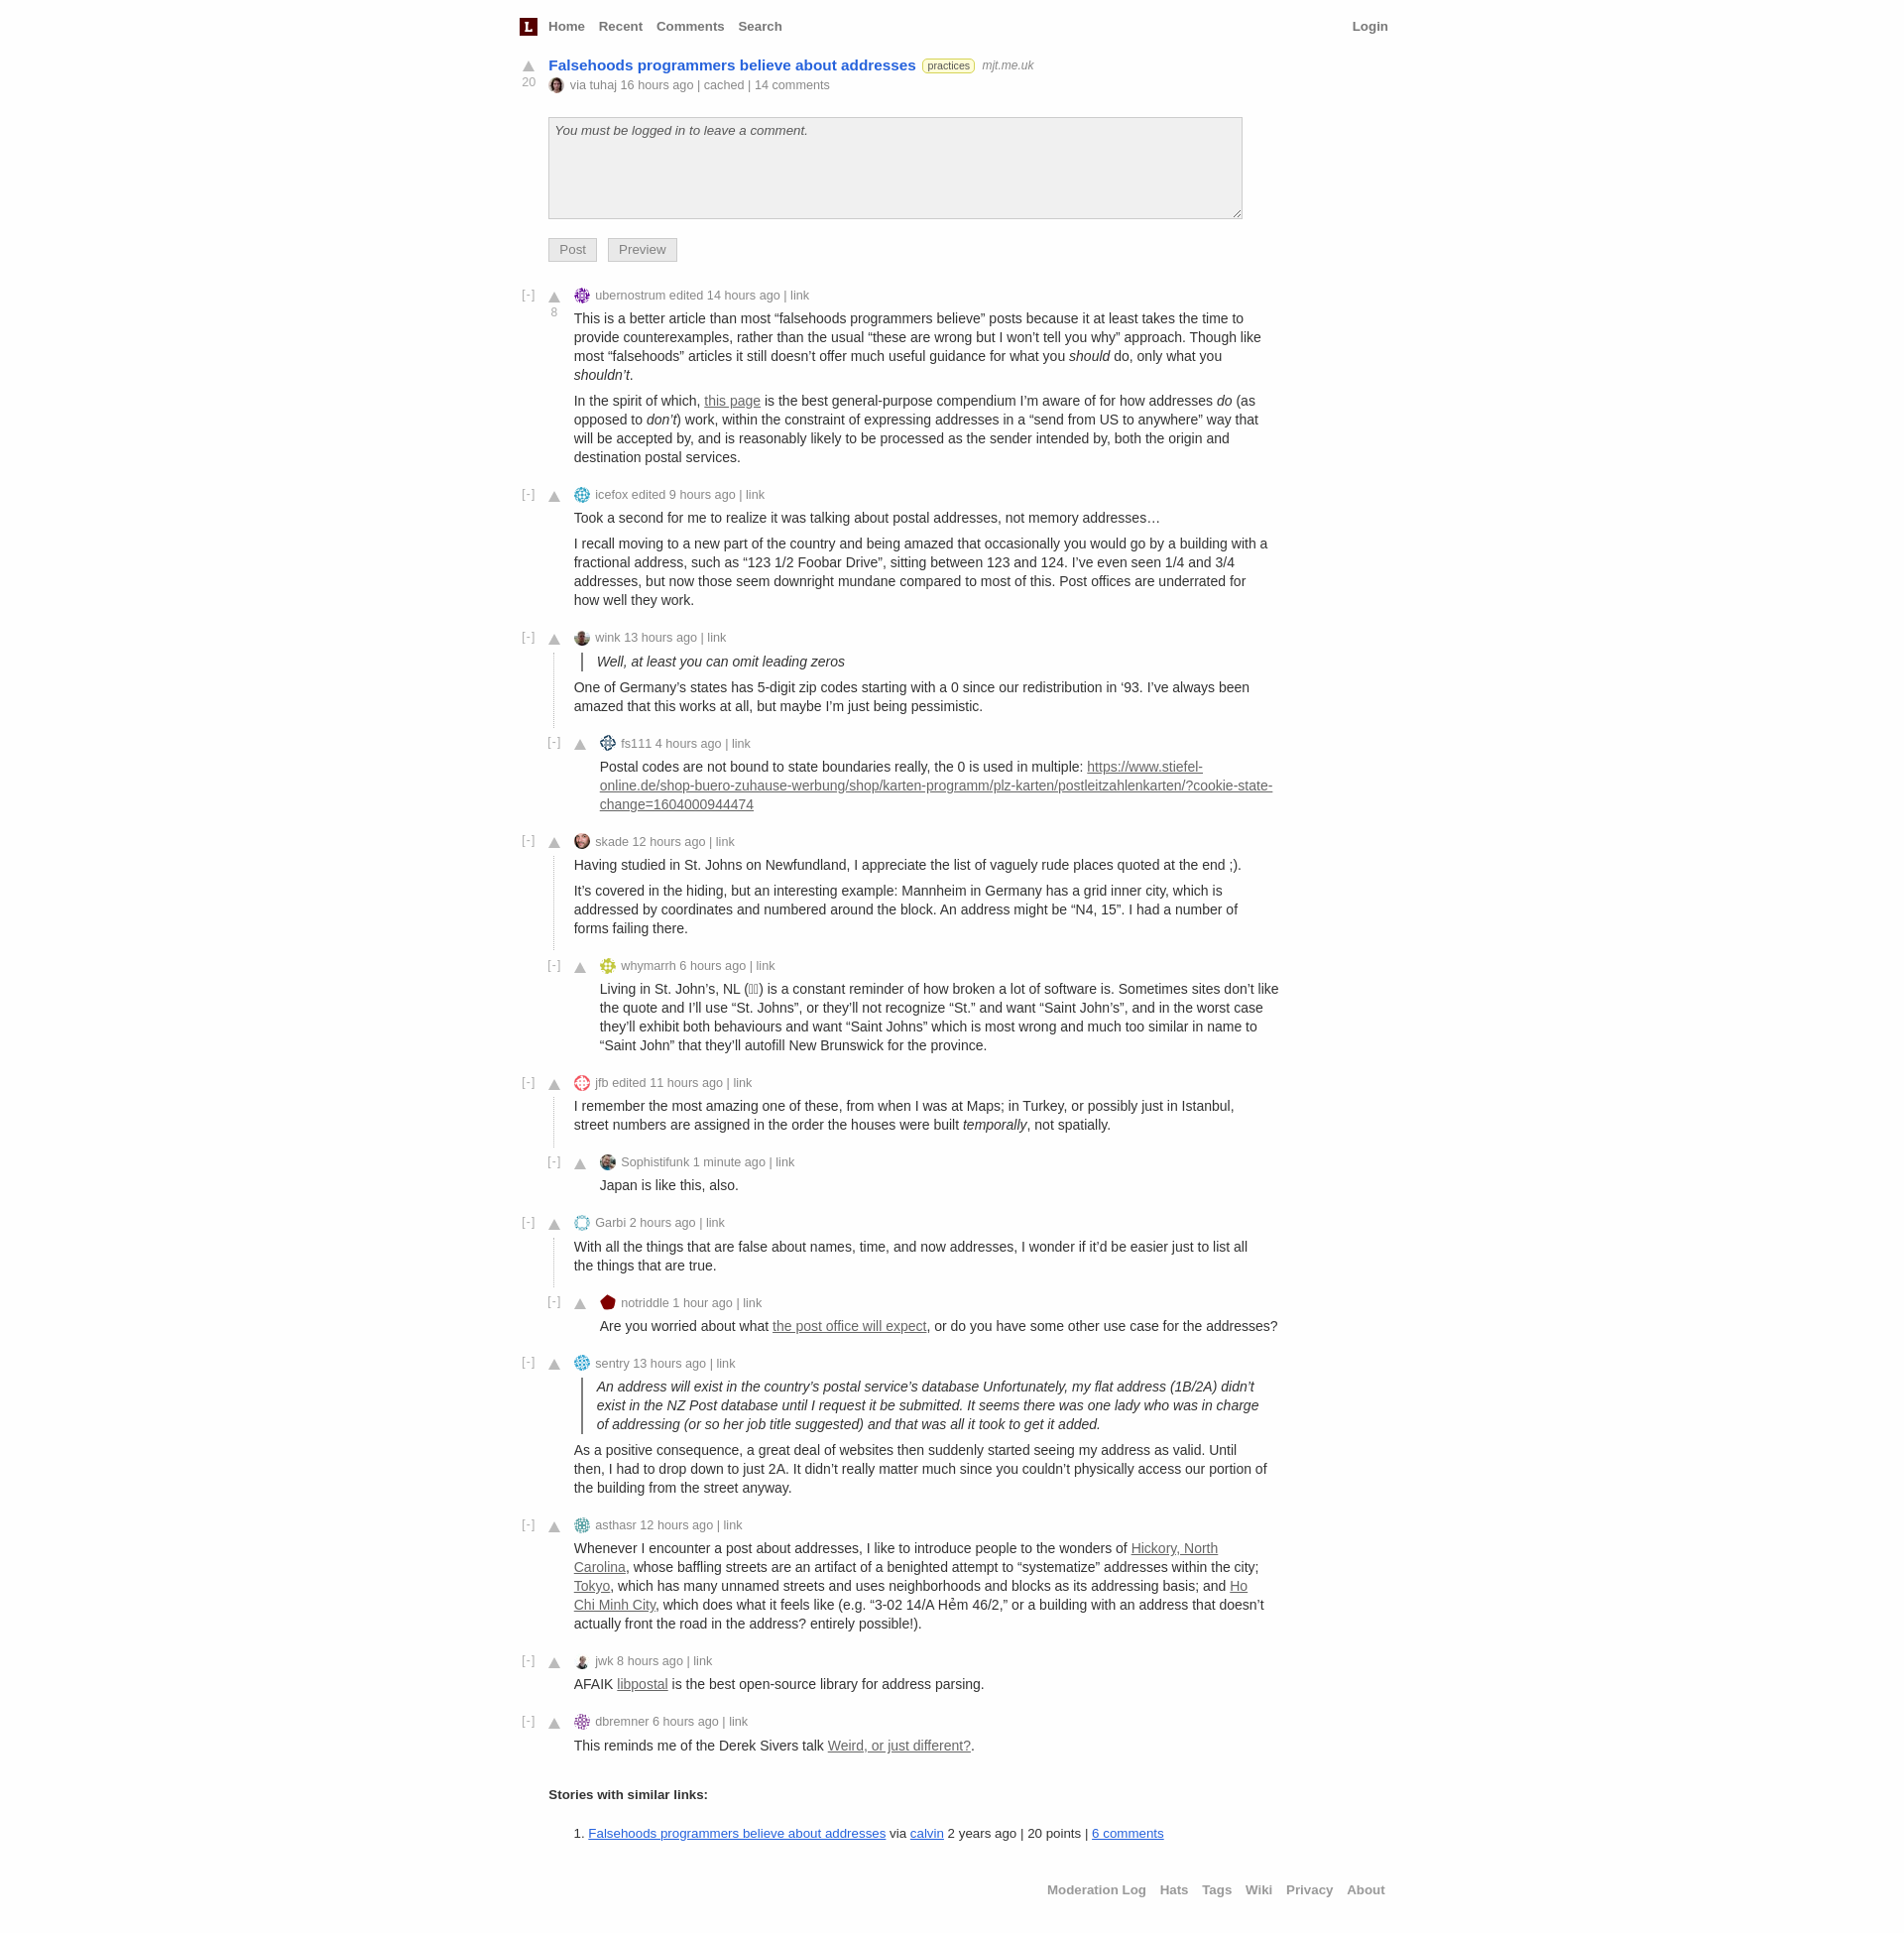 L Home Recent Comments Search Login
Falsehoods programmers believe about addresses practices mjt.me.uk
20
via tuhaj 16 hours ago | cached | 14 comments
You must be logged in to leave a comment.
Post Preview
[-] ubernostrum edited 14 hours ago | link
8
This is a better article than most “falsehoods programmers believe” posts because it at least takes the time to
provide counterexamples, rather than the usual “these are wrong but I won’t tell you why” approach. Though like
most “falsehoods” articles it still doesn’t offer much useful guidance for what you should do, only what you
shouldn’t.
In the spirit of which, this page is the best general-purpose compendium I’m aware of for how addresses do (as
opposed to don’t) work, within the constraint of expressing addresses in a “send from US to anywhere” way that
will be accepted by, and is reasonably likely to be processed as the sender intended by, both the origin and
destination postal services.
[-] icefox edited 9 hours ago | link
Took a second for me to realize it was talking about postal addresses, not memory addresses…
I recall moving to a new part of the country and being amazed that occasionally you would go by a building with a
fractional address, such as “123 1/2 Foobar Drive”, sitting between 123 and 124. I’ve even seen 1/4 and 3/4
addresses, but now those seem downright mundane compared to most of this. Post offices are underrated for
how well they work.
[-] wink 13 hours ago | link
Well, at least you can omit leading zeros
One of Germany’s states has 5-digit zip codes starting with a 0 since our redistribution in ‘93. I’ve always been
amazed that this works at all, but maybe I’m just being pessimistic.
[-] fs111 4 hours ago | link
Postal codes are not bound to state boundaries really, the 0 is used in multiple: https://www.stiefel-
online.de/shop-buero-zuhause-werbung/shop/karten-programm/plz-karten/postleitzahlenkarten/?cookie-state-
change=1604000944474
[-] skade 12 hours ago | link
Having studied in St. Johns on Newfundland, I appreciate the list of vaguely rude places quoted at the end ;).
It’s covered in the hiding, but an interesting example: Mannheim in Germany has a grid inner city, which is
addressed by coordinates and numbered around the block. An address might be “N4, 15”. I had a number of
forms failing there.
[-] whymarrh 6 hours ago | link
Living in St. John’s, NL (▯▯) is a constant reminder of how broken a lot of software is. Sometimes sites don’t like
the quote and I’ll use “St. Johns”, or they’ll not recognize “St.” and want “Saint John’s”, and in the worst case
they’ll exhibit both behaviours and want “Saint Johns” which is most wrong and much too similar in name to
“Saint John” that they’ll autofill New Brunswick for the province.
[-] jfb edited 11 hours ago | link
I remember the most amazing one of these, from when I was at Maps; in Turkey, or possibly just in Istanbul,
street numbers are assigned in the order the houses were built temporally, not spatially.
[-] Sophistifunk 1 minute ago | link
Japan is like this, also.
[-] Garbi 2 hours ago | link
With all the things that are false about names, time, and now addresses, I wonder if it’d be easier just to list all
the things that are true.
[-] notriddle 1 hour ago | link
Are you worried about what the post office will expect, or do you have some other use case for the addresses?
[-] sentry 13 hours ago | link
An address will exist in the country’s postal service’s database Unfortunately, my flat address (1B/2A) didn’t
exist in the NZ Post database until I request it be submitted. It seems there was one lady who was in charge
of addressing (or so her job title suggested) and that was all it took to get it added.
As a positive consequence, a great deal of websites then suddenly started seeing my address as valid. Until
then, I had to drop down to just 2A. It didn’t really matter much since you couldn’t physically access our portion of
the building from the street anyway.
[-] asthasr 12 hours ago | link
Whenever I encounter a post about addresses, I like to introduce people to the wonders of Hickory, North
Carolina, whose baffling streets are an artifact of a benighted attempt to “systematize” addresses within the city;
Tokyo, which has many unnamed streets and uses neighborhoods and blocks as its addressing basis; and Ho
Chi Minh City, which does what it feels like (e.g. “3-02 14/A Hẻm 46/2,” or a building with an address that doesn’t
actually front the road in the address? entirely possible!).
[-] jwk 8 hours ago | link
AFAIK libpostal is the best open-source library for address parsing.
[-] dbremner 6 hours ago | link
This reminds me of the Derek Sivers talk Weird, or just different?.
Stories with similar links:
1. Falsehoods programmers believe about addresses via calvin 2 years ago | 20 points | 6 comments
Moderation Log Hats Tags Wiki Privacy About